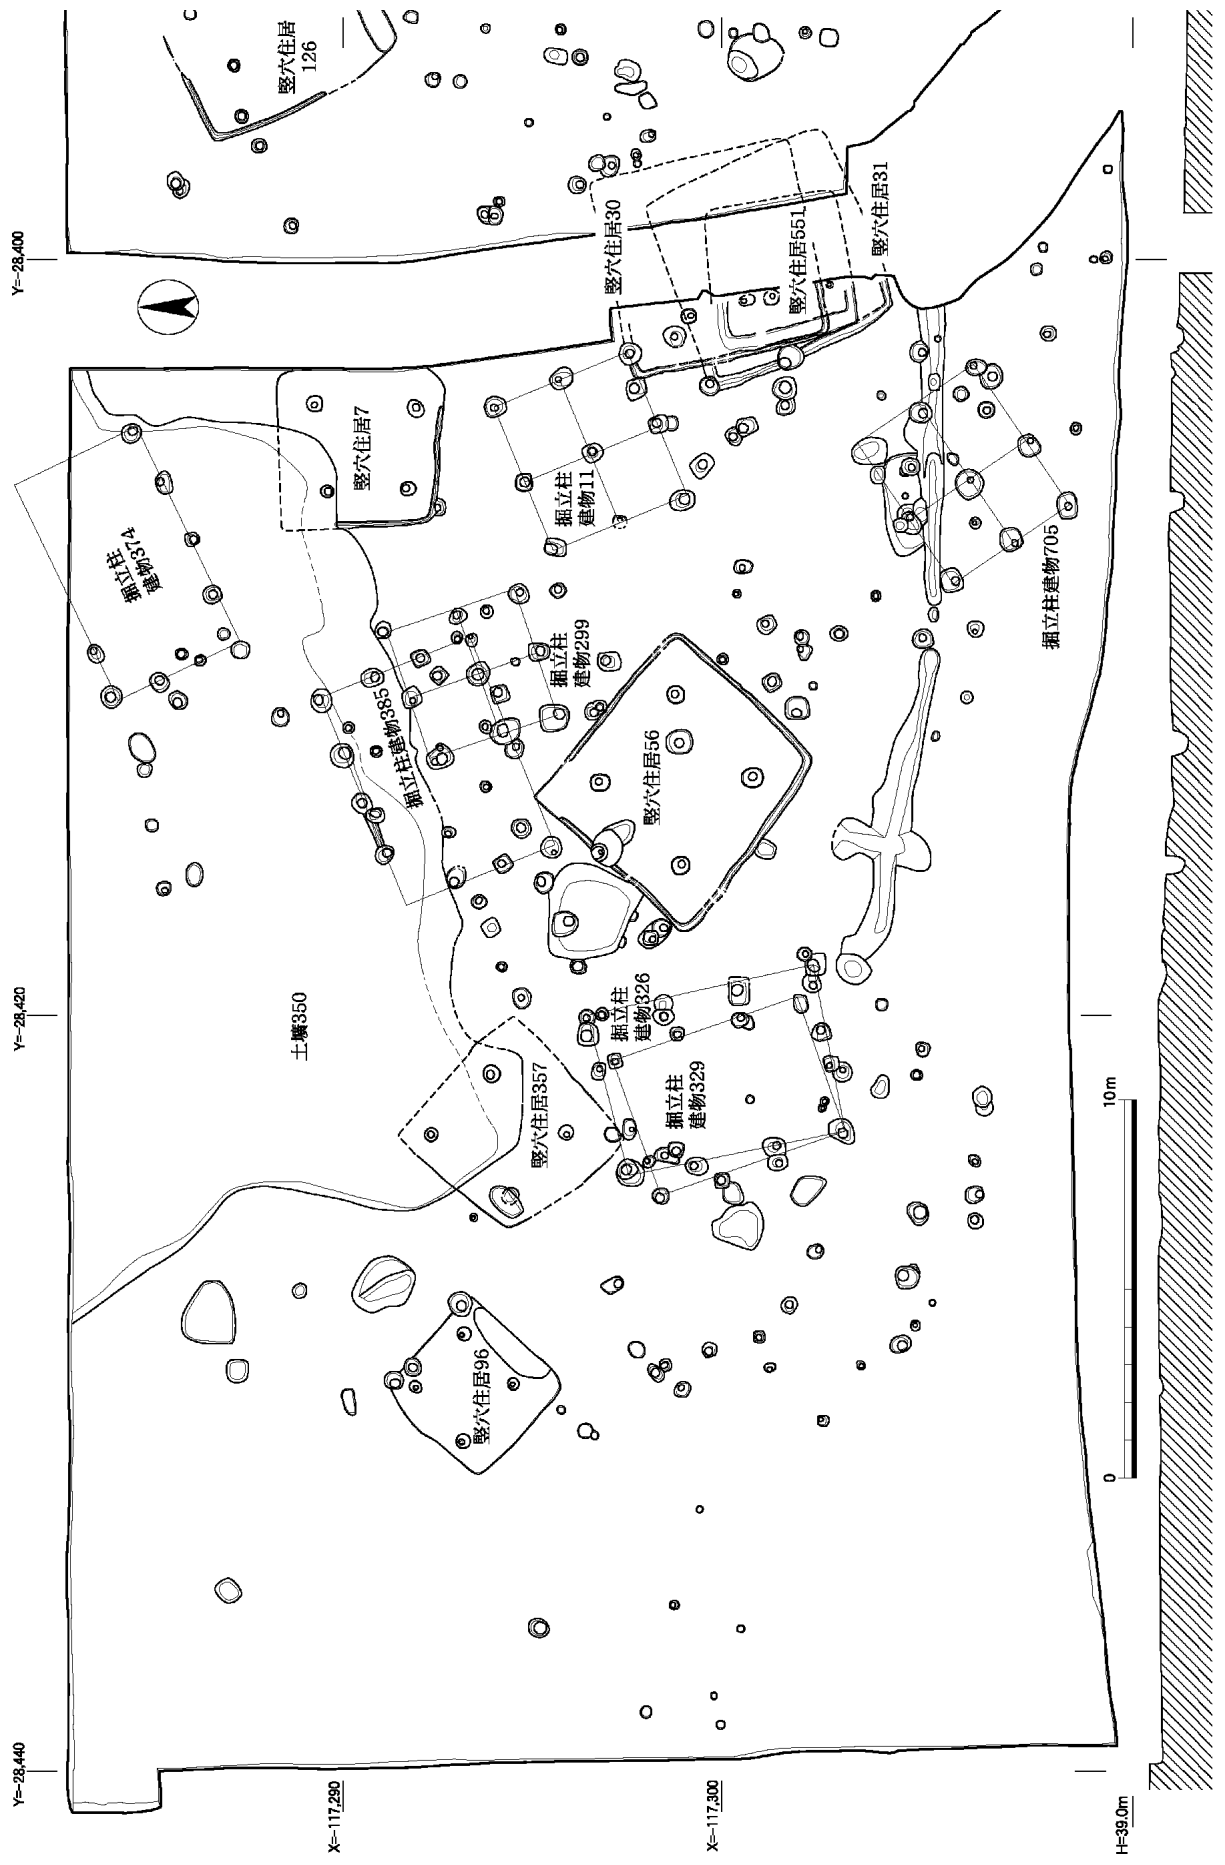 Y=-28,400
Y=-28,420
Y=-28,440
X=-117,290
X=-117,300
H=39.0m
竪穴住居
126
竪穴住居30
竪穴住居551
竪穴住居31
竪穴住居7
掘立柱
建物11
掘立柱
建物374
掘立柱建物705
掘立柱
建物299
掘立柱建物385
竪穴住居56
土壙350
掘立柱
建物326
掘立柱
建物329
竪穴住居357
竪穴住居96
0
10m